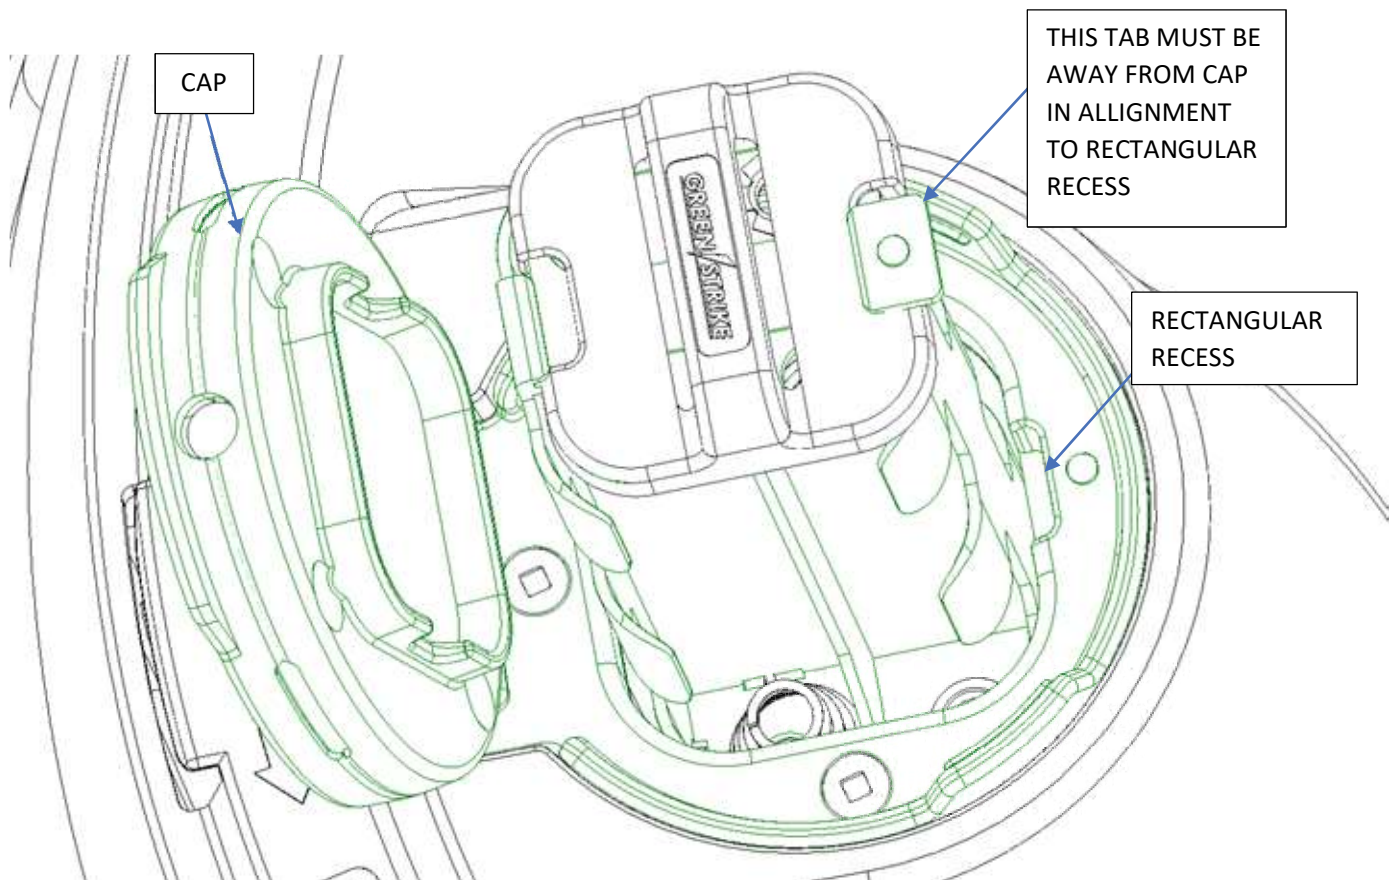 CAP
THIS TAB MUST BE
AWAY FROM CAP
IN ALLIGNMENT
TO RECTANGULAR
RECESS
GREEN STRIKE
RECTANGULAR
RECESS